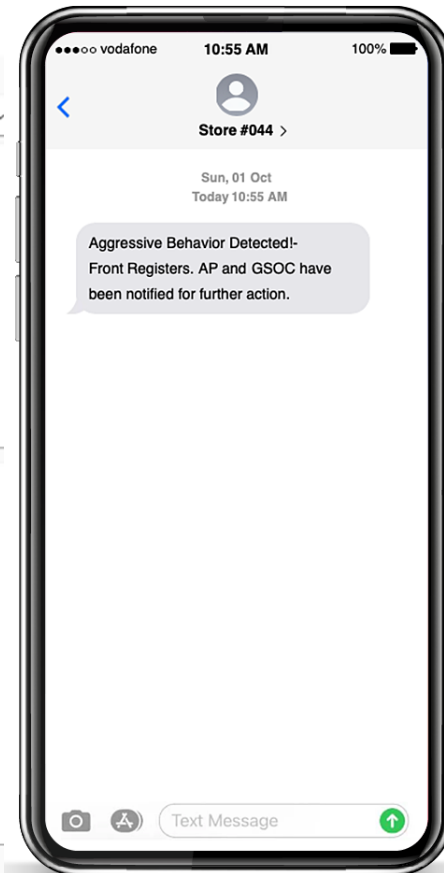 vodafone 10:55 AM 100%
Store #044 >
Sun, 01 Oct
Today 10:55 AM
Aggressive Behavior Detected!-
Front Registers. AP and GSOC have
been notified for further action.
Text Message